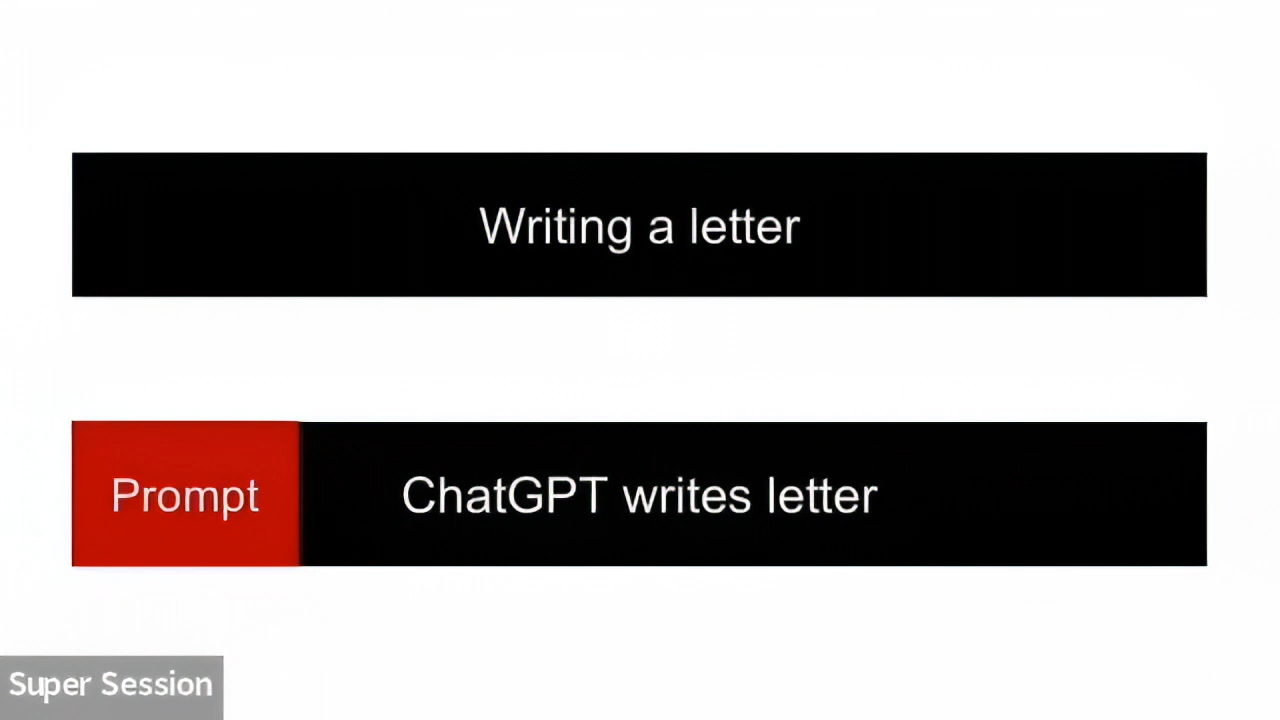 Writing a letter
Prompt
ChatGPT writes letter
Super Session